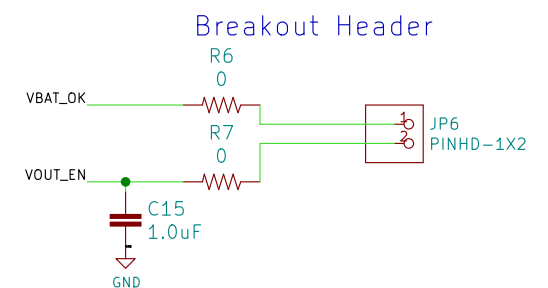 Breakout Header
R6
0
VBAT_OK
1
JP6
R7
0
2
PINHD-1X2
VOUT_EN
C15
1.0uF
GND